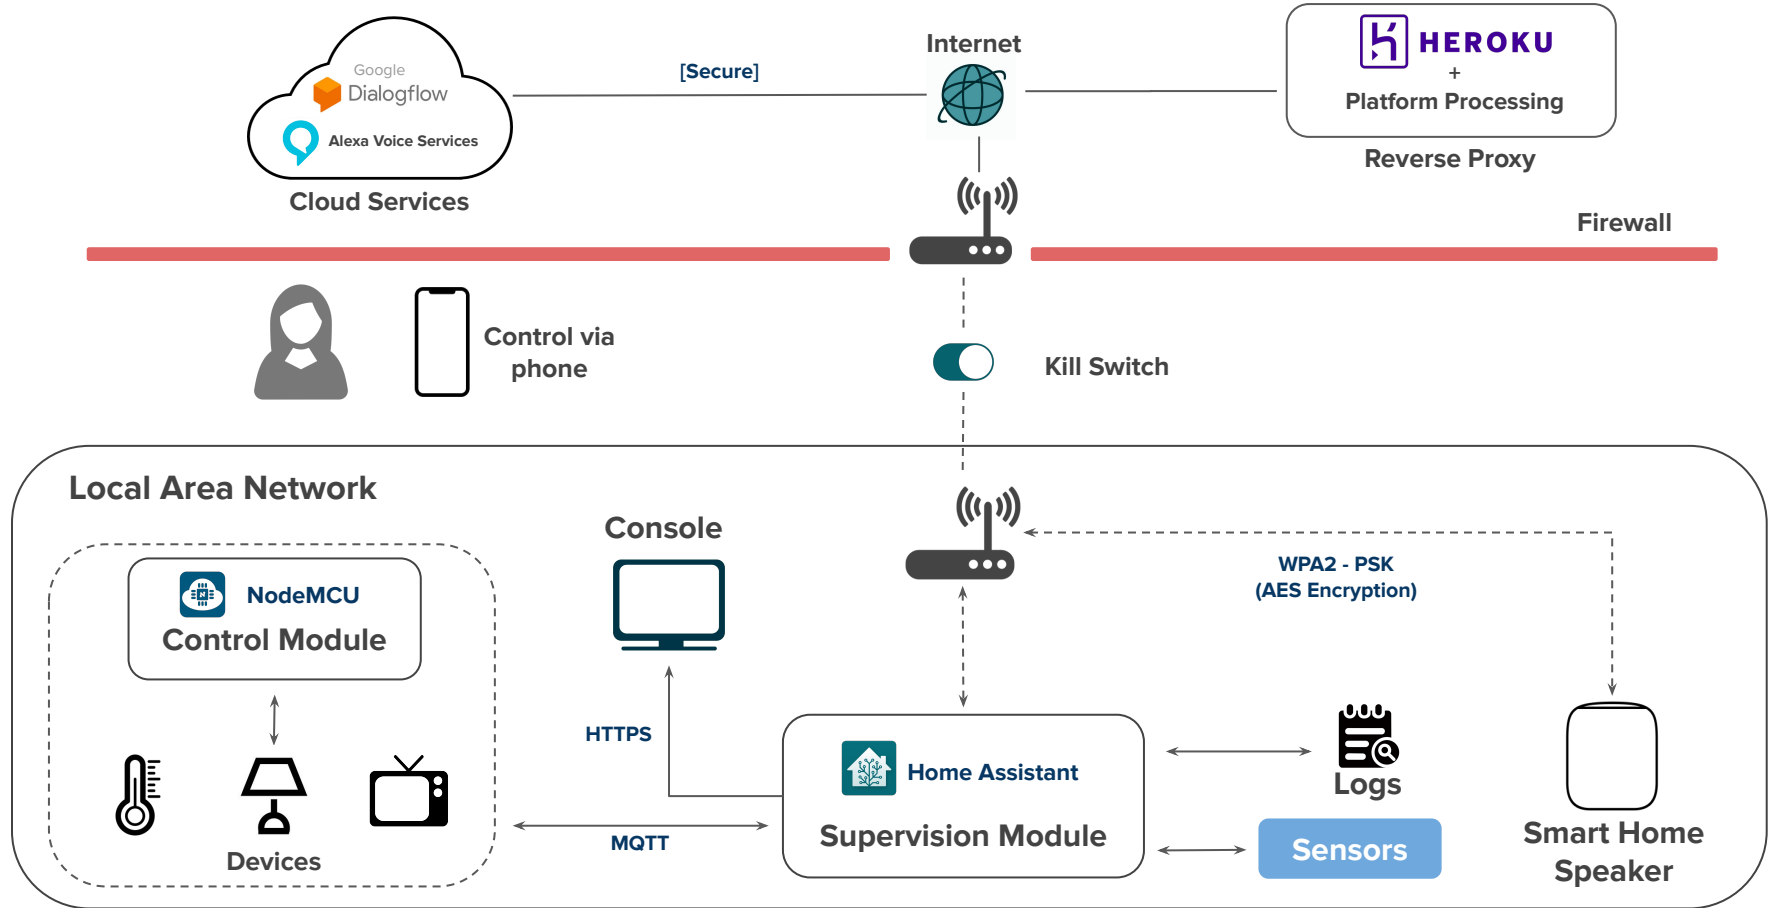 Google
Dialogflow
Alexa Voice Services
Cloud Services
[Secure]
Internet
HEROKU
+
Platform Processing
Reverse Proxy
Firewall
Control via
phone
Kill Switch
Local Area Network
NodeMCU
Control Module
Devices
Console
HTTPS
MQTT
WPA2 - PSK
(AES Encryption)
Home Assistant
Supervision Module
Logs
Sensors
Smart Home
Speaker